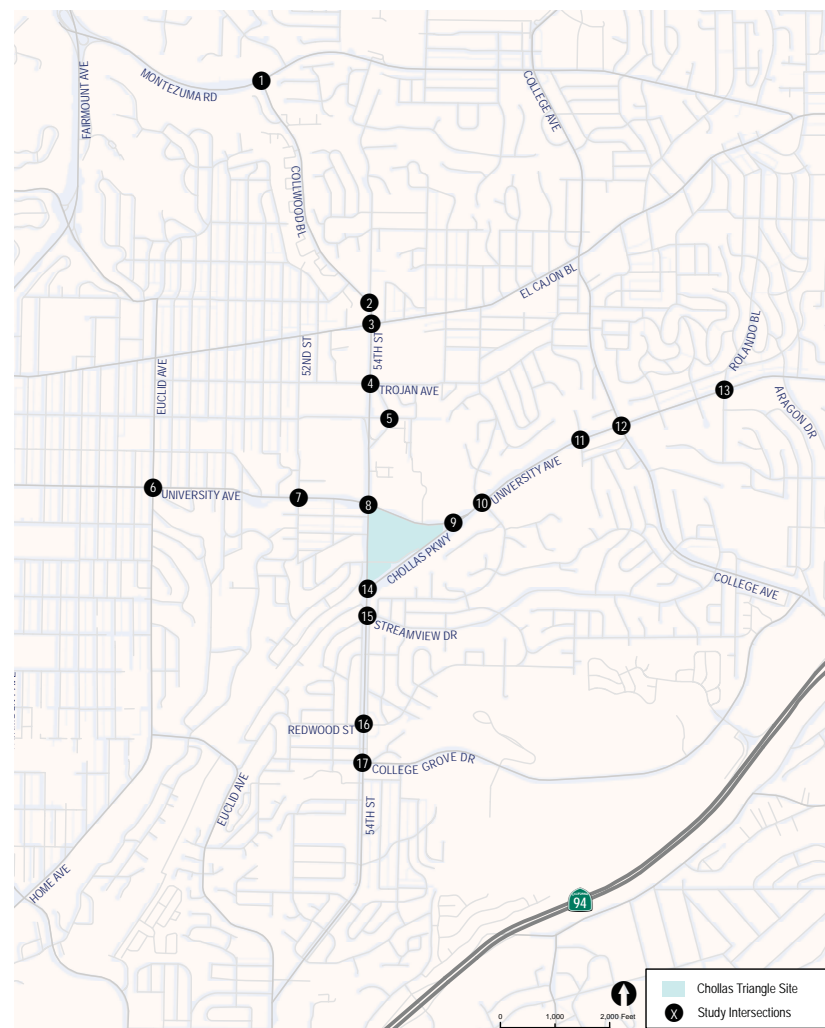 1
MONTEZUMA RD
FAIRMOUNT AVE
COLLEGE AVE
COLLWOOD BL
EL CAJON BL
2
3
54TH ST
52ND ST
ROLANDO BL
EUCLID AVE
4
TROJAN AVE
13
ARAGON DR
5
12
11
6
UNIVERSITY AVE
7
8
10
UNIVERSITY AVE
9
CHOLLAS PKWY
14
COLLEGE AVE
15
STREAMVIEW DR
REDWOOD ST
16
17
COLLEGE GROVE DR
EUCLID AVE
54TH ST
HOME AVE
CALIFORNIA
94
0 1,000 2,000 Feet
Chollas Triangle Site
X
Study Intersections